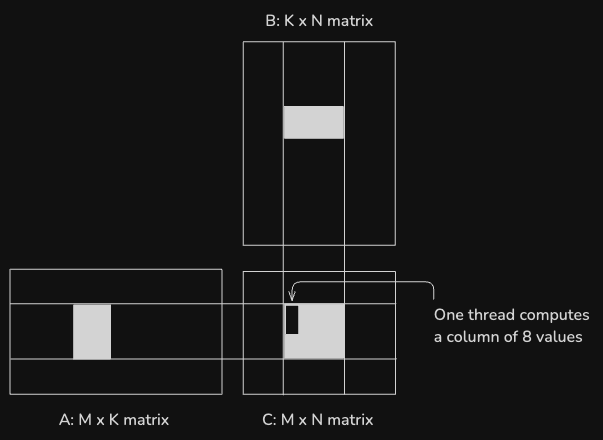 B: K x N matrix
One thread computes
a column of 8 values
A: M x K matrix
C: M x N matrix